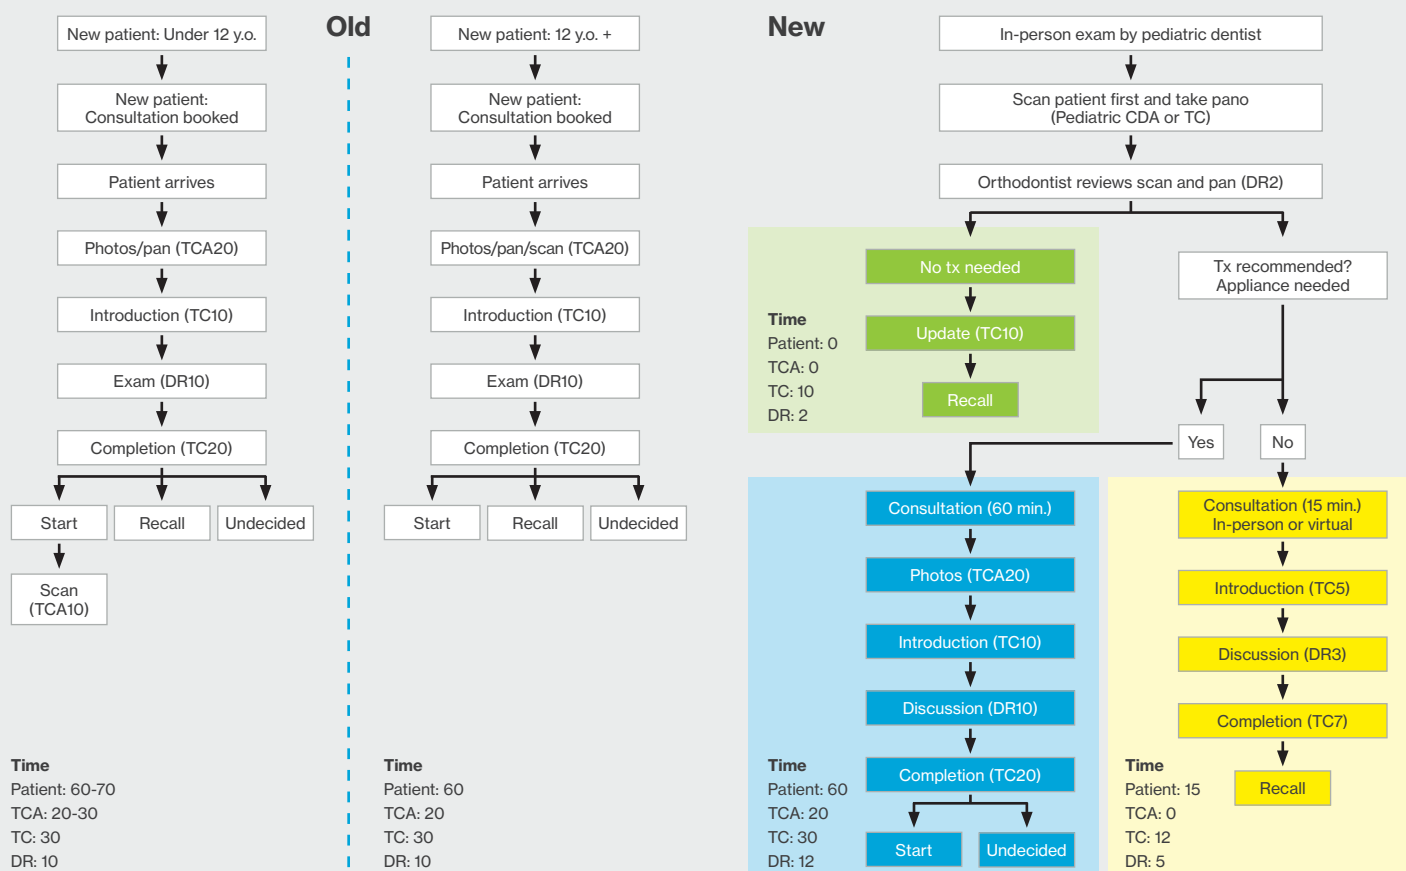 Old
New patient: Under 12 y.o.
New patient:
Consultation booked
Patient arrives
Photos/pan (TCA20)
Introduction (TC10)
Exam (DR10)
Completion (TC20)
Start
Recall
Undecided
Scan
(TCA10)
Time
Patient: 60-70
TCA: 20-30
TC: 30
DR: 10
New patient: 12 y.o. +
New patient:
Consultation booked
Patient arrives
Photos/pan/scan (TCA20)
Introduction (TC10)
Exam (DR10)
Completion (TC20)
Start
Recall
Undecided
Time
Patient: 60
TCA: 20
TC: 30
DR: 10
New
In-person exam by pediatric dentist
Scan patient first and take pano
(Pediatric CDA or TC)
Orthodontist reviews scan and pan (DR2)
No tx needed
Update (TC10)
Recall
Time
Patient: 0
TCA: 0
TC: 10
DR: 2
Tx recommended?
Appliance needed
Yes
No
Consultation (60 min.)
Photos (TCA20)
Introduction (TC10)
Discussion (DR10)
Completion (TC20)
Start
Undecided
Time
Patient: 60
TCA: 20
TC: 30
DR: 12
Consultation (15 min.)
In-person or virtual
Introduction (TC5)
Discussion (DR3)
Completion (TC7)
Recall
Time
Patient: 15
TCA: 0
TC: 12
DR: 5